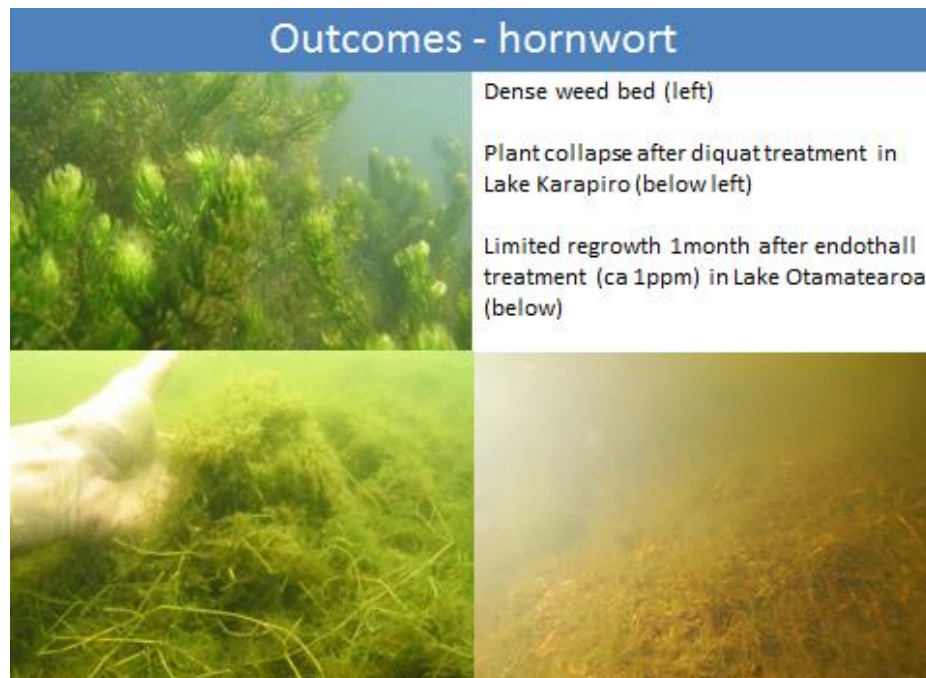 Outcomes - hornwort
Dense weed bed (left)
Plant collapse after diquat treatment in
Lake Karapiro (below left)
Limited regrowth 1month after endothall
treatment (ca 1ppm) in Lake Otamatearoa
(below)